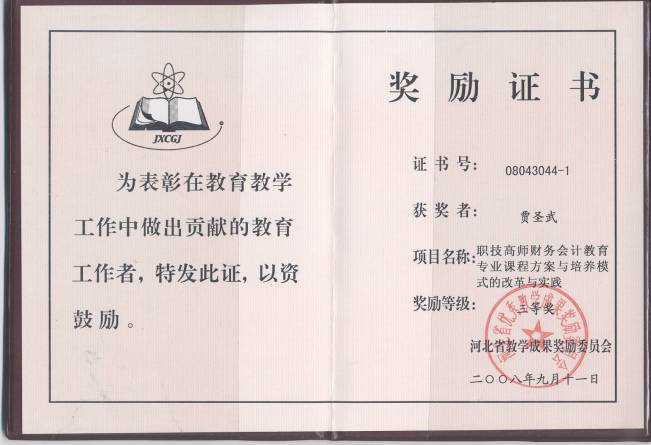 JXCGJ
为表彰在教育教学
工作中做出贡献的教育
工作者，特发此证，以资
鼓励。
奖励证书
证书号： 08043044-1
获奖者： 贾圣武
项目名称： 职技高师财务会计教育
专业课程方案与培养模
式的改革与实践
奖励等级： 三等奖
河北省教学成果奖励委员会
二〇〇八年九月十一日